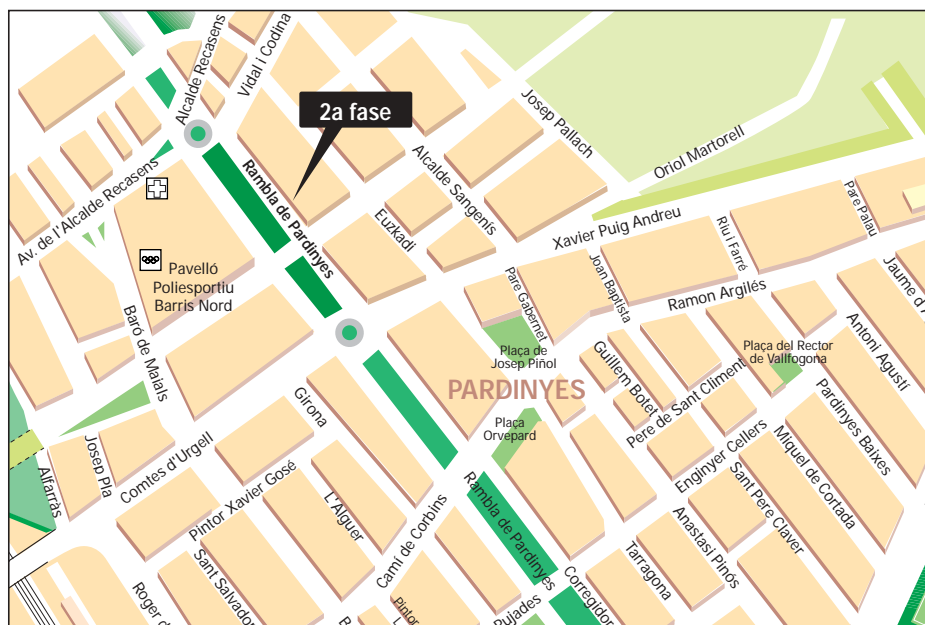 Alcalde Recasens
Vidal i Codina
2a fase
Josep Pallach
Oriol Martorell
Alcalde Sangenís
Rambla de Pardinyes
Euzkadi
Av. de l'Alcalde Recasens
Xavier Puig Andreu
Riu i Farré
Pare Palau
Pavelló
Poliesportiu
Barris Nord
Baró de Maials
Pare Gabernet
Joan Baptista
Ramon Argilés
Jaume d'
Antoni Agustí
Plaça de
Josep Piñol
Guillem Botet
Plaça del Rector
de Vallfogona
PARDINYES
Pere de Sant Climent
Pardinyes Baixes
Plaça
Orvepard
Girona
Comtes d'Urgell
Josep Pla
Alfarràs
Pintor Xavier Gosé
L'Alguer
Camí de Corbins
Rambla de Pardinyes
Enginyer Cellers
Miquel de Cortada
Sant Pere Claver
Anastasi Pinós
Tarragona
Corregidor
Sant Salvador
Roger d
Pintor
L
B
Pujades